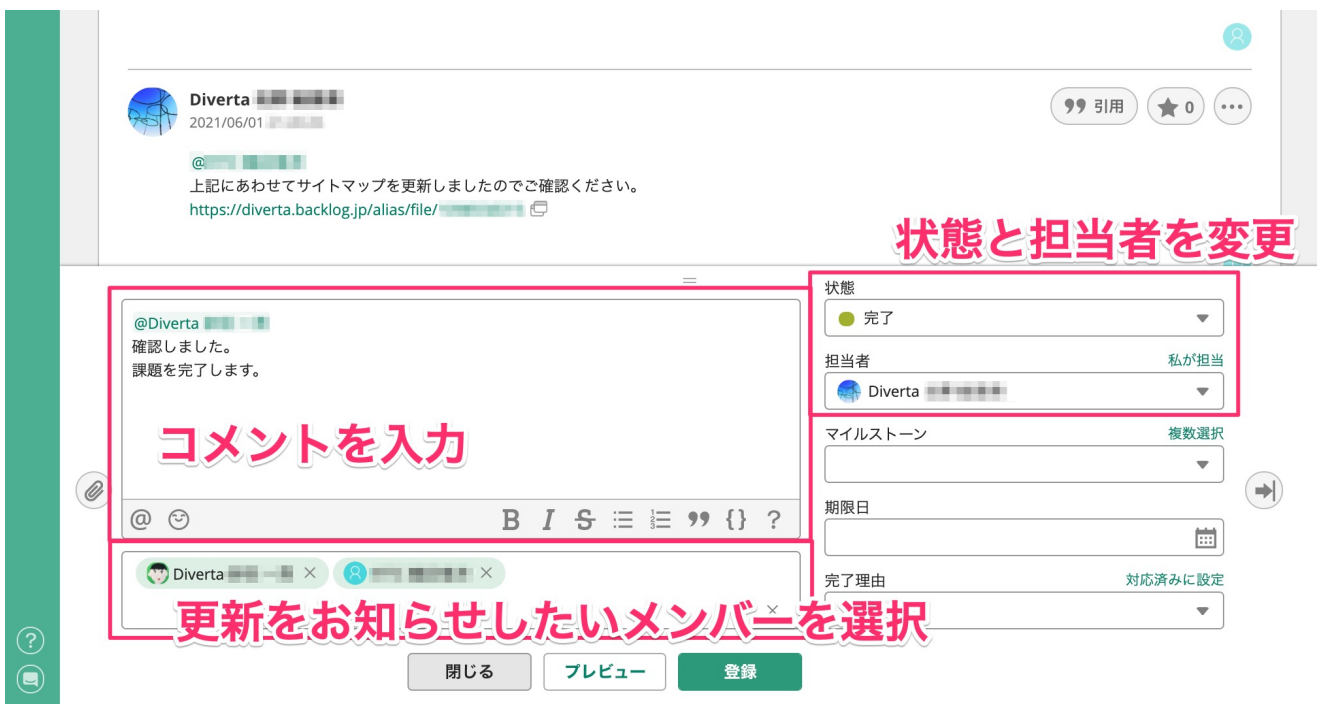 Diverta
2021/06/01
引用
0
@
上記にあわせてサイトマップを更新しましたのでご確認ください。
https://diverta.backlog.jp/alias/file/
状態と担当者を変更
@Diverta
確認しました。
課題を完了します。
コメントを入力
@
B I S ?
Diverta ×
×
更新をお知らせしたいメンバーを選択
×
閉じる
プレビュー
登録
状態
完了
担当者 私が担当
Diverta
マイルストーン 複数選択
期限日
完了理由 対応済みに設定
?